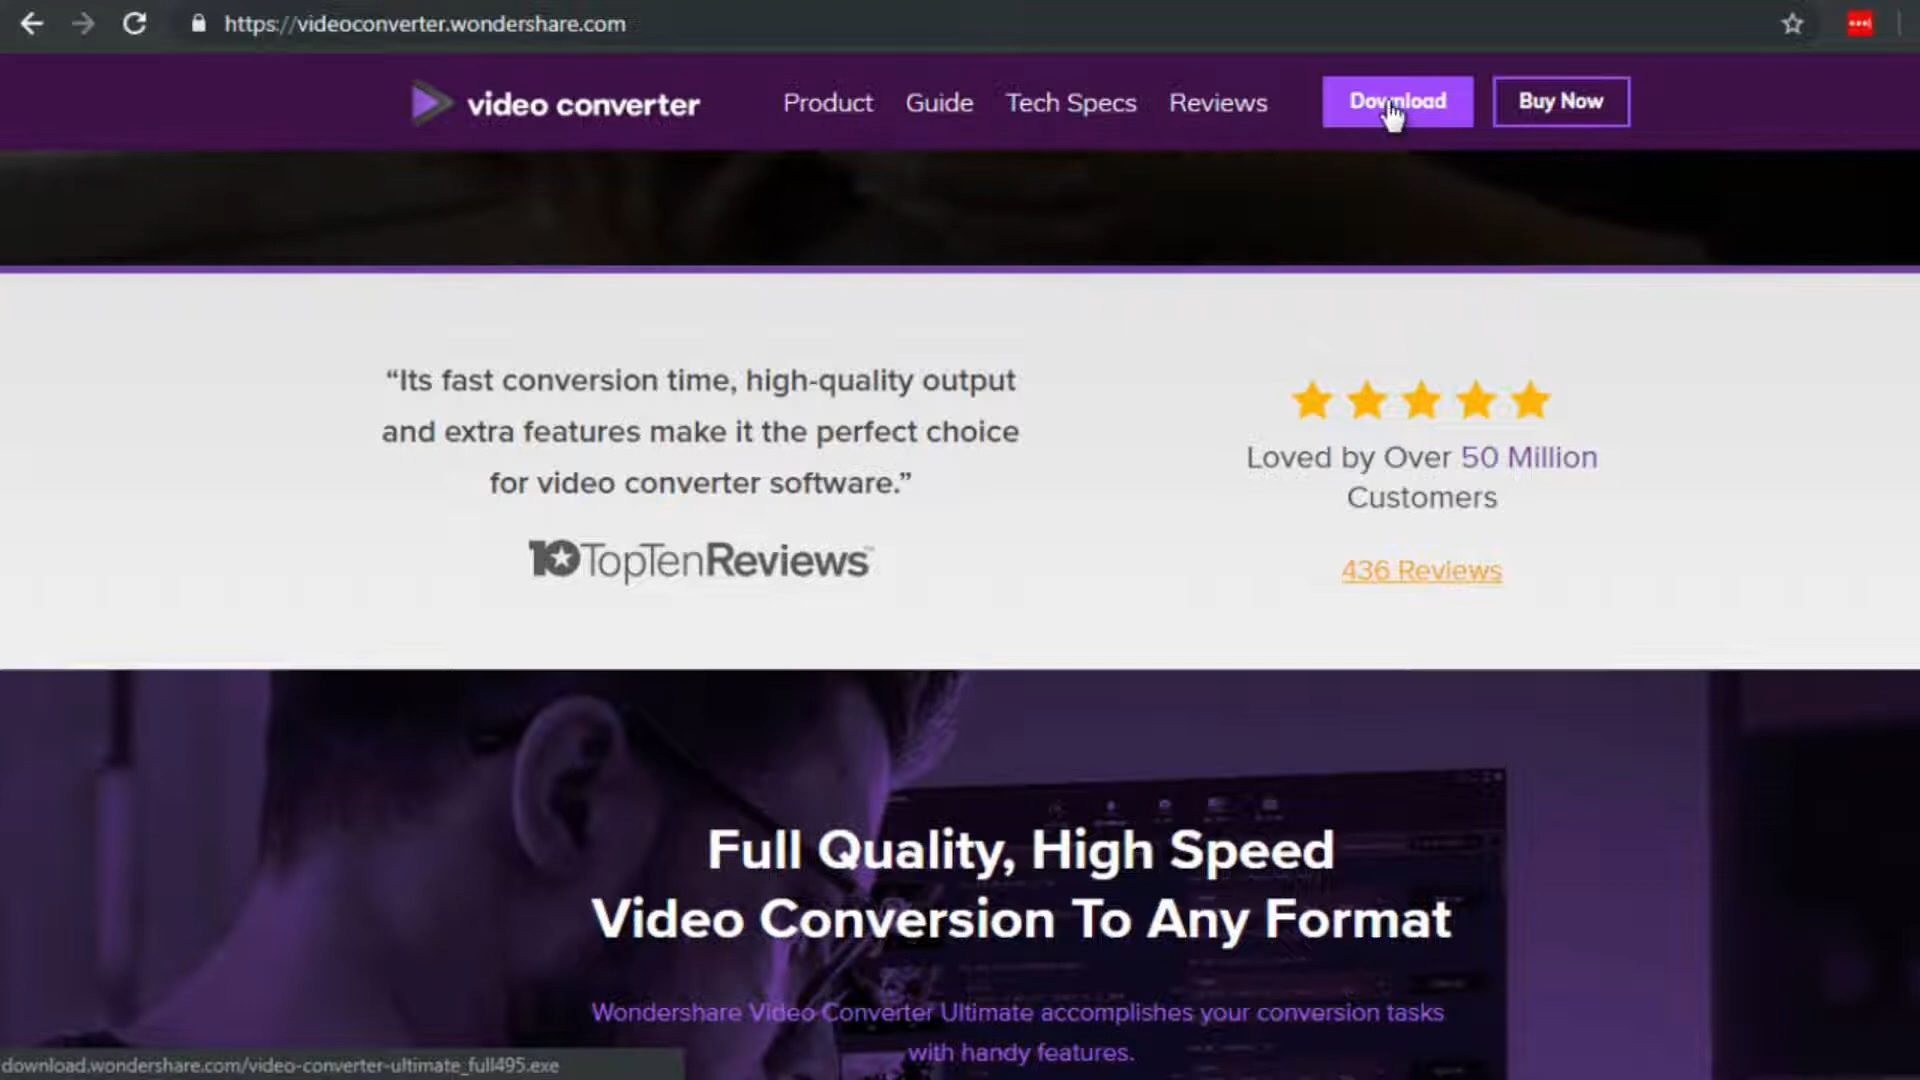 https://videoconverter.wondershare.com
video converter
Product
Guide
Tech Specs
Reviews
Download
Buy Now
“Its fast conversion time, high-quality output
and extra features make it the perfect choice
for video converter software.”
10 TopTenReviews™
Loved by Over 50 Million
Customers
436 Reviews
Full Quality, High Speed
Video Conversion To Any Format
Wondershare Video Converter Ultimate accomplishes your conversion tasks
with handy features.
download.wondershare.com/video-converter-ultimate_full495.exe